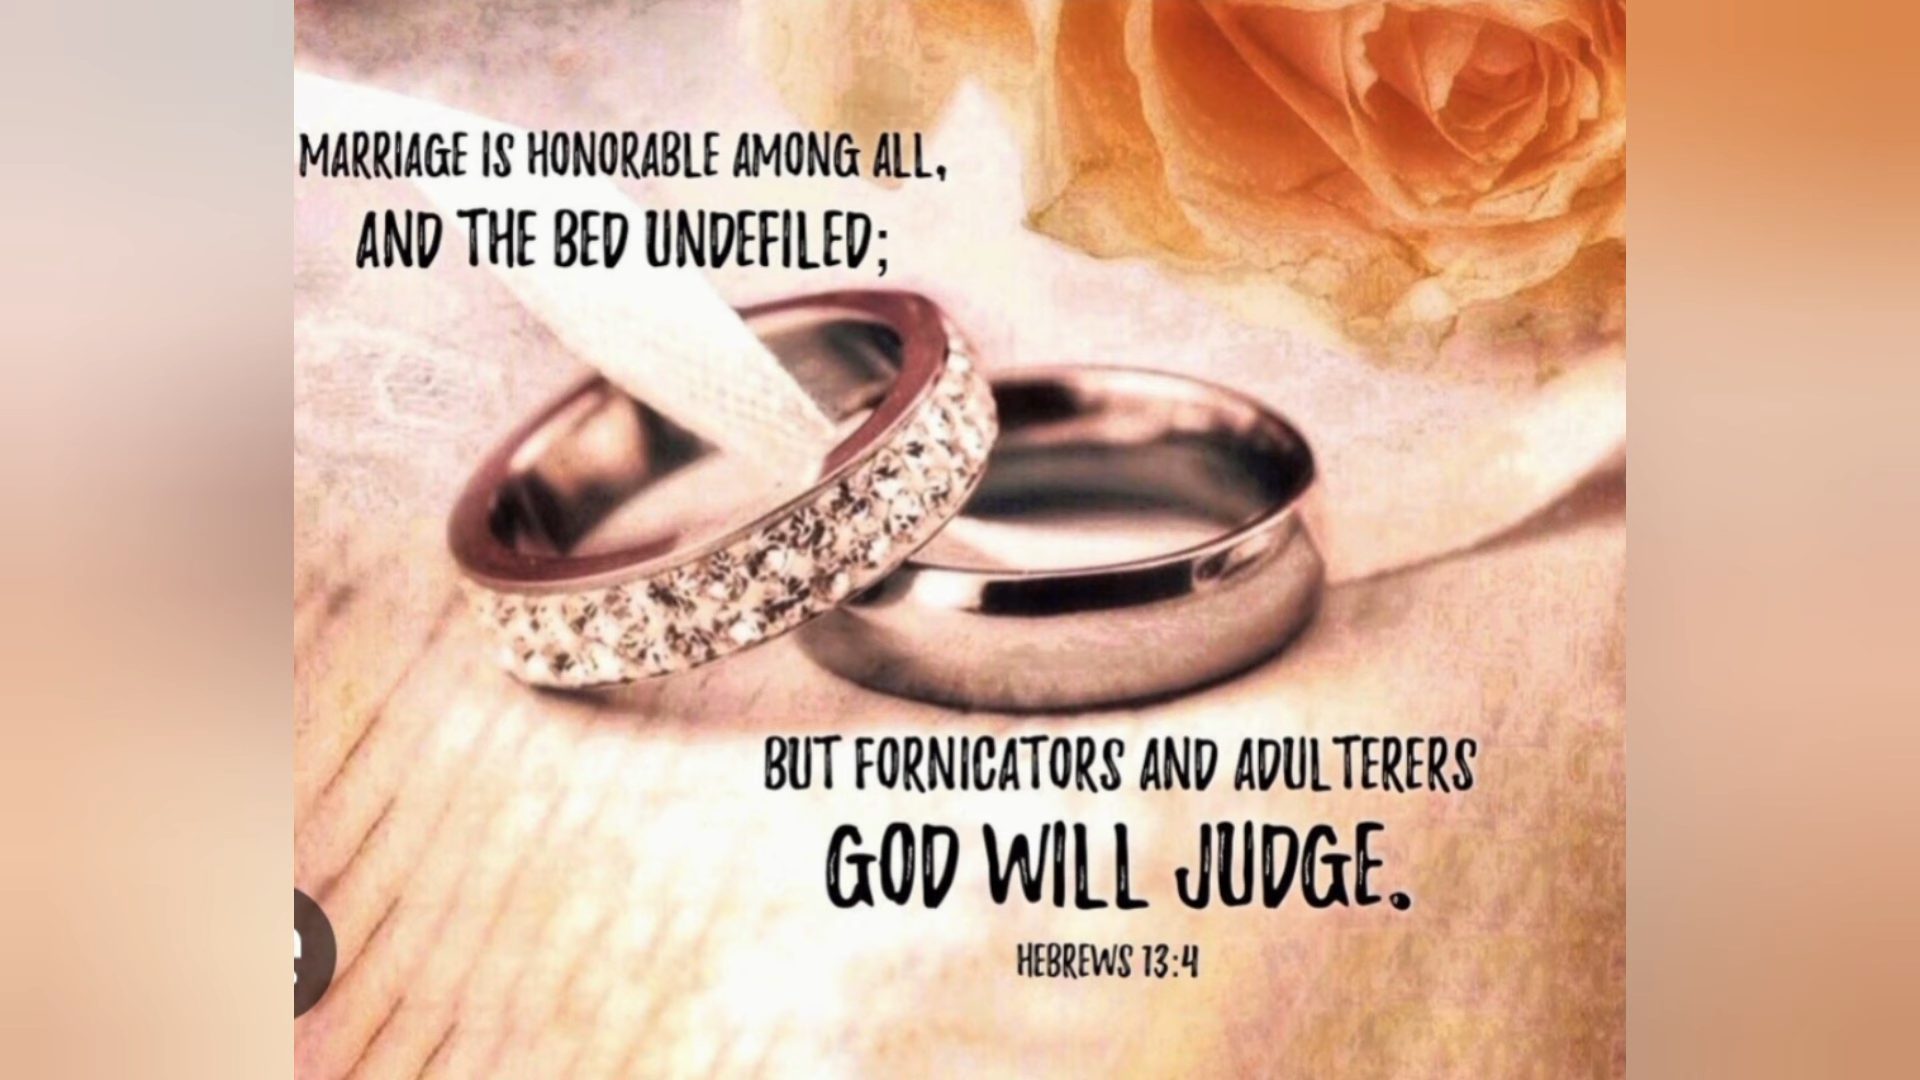 MARRIAGE IS HONORABLE AMONG ALL,
AND THE BED UNDEFILED;
BUT FORNICATORS AND ADULTERERS
GOD WILL JUDGE.
HEBREWS 13:4